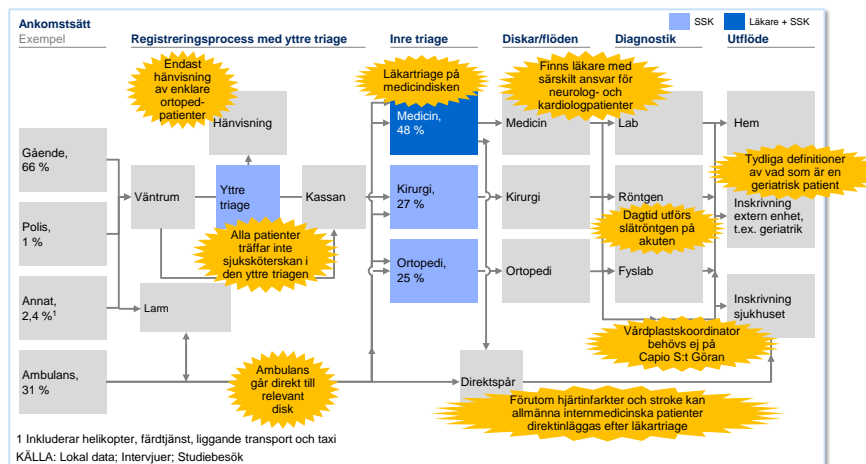 Ankomstsätt
Exempel
Registreringsprocess med yttre triage
Inre triage
Diskar/flöden
Diagnostik
Utflöde
SSK
Läkare + SSK
Endast
hänvisning
av enklare
ortoped-
patienter
Läkartriage på
medicindisken
Finns läkare med
särskilt ansvar för
neurolog- och
kardiologpatienter
Hänvisning
Medicin,
48 %
Medicin
Lab
Hem
Gående,
66 %
Väntrum
Yttre
triage
Kassan
Kirurgi,
27 %
Kirurgi
Röntgen
Tydliga definitioner
av vad som är en
geriatrisk patient
Inskrivning
extern enhet,
t.ex. geriatrik
Polis,
1 %
Alla patienter
träffar inte
sjuksköterskan i
den yttre triagen
Dagtid utförs
slätröntgen på
akuten
Ortopedi,
25 %
Ortopedi
Fyslab
Annat,
2,4 %1
Larm
Inskrivning
sjukhuset
Vårdplastskoordinator
behövs ej på
Capio S:t Göran
Ambulans,
31 %
Ambulans
går direkt till
relevant
disk
Direktspår
Förutom hjärtinfarkter och stroke kan
allmänna internmedicinska patienter
direktinläggas efter läkartriage
1 Inkluderar helikopter, färdtjänst, liggande transport och taxi
KÄLLA: Lokal data; Intervjuer; Studiebesök